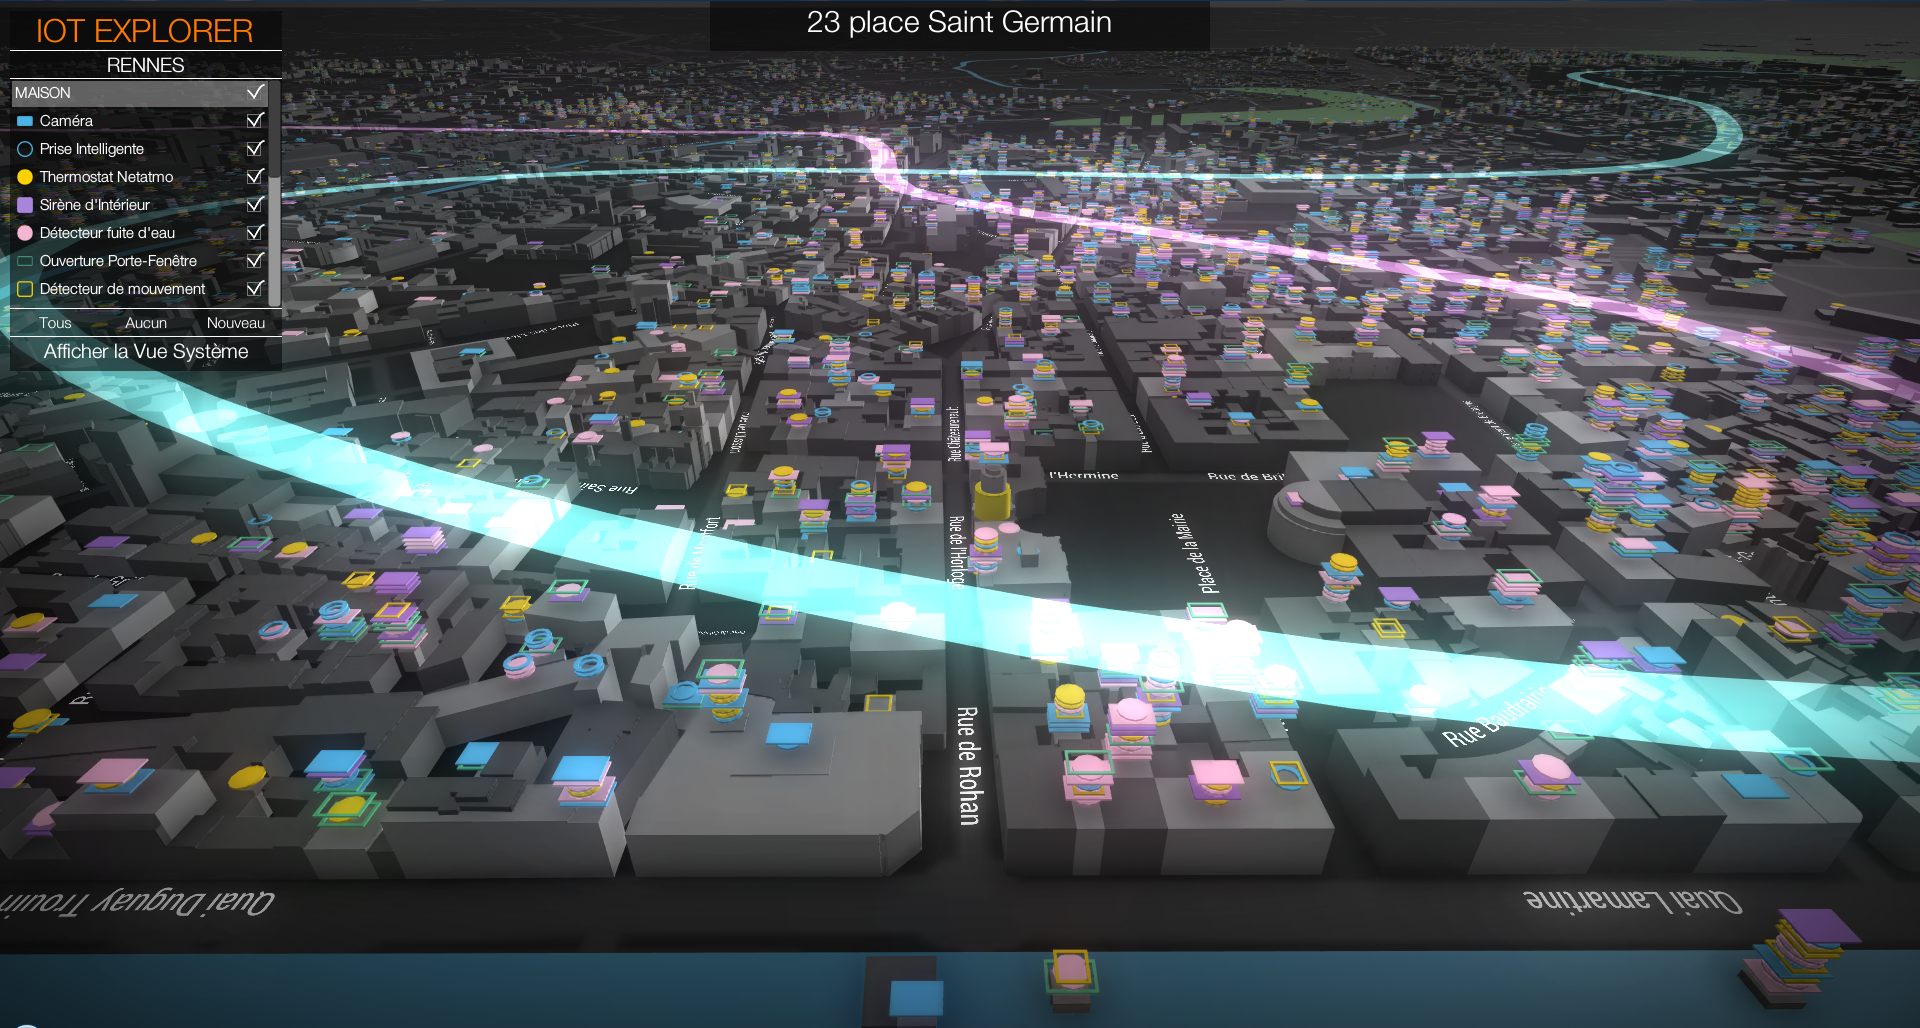 IOT EXPLORER
RENNES
MAISON
Caméra
Prise Intelligente
Thermostat Netatmo
Sirène d'Intérieur
Détecteur fuite d'eau
Ouverture Porte-Fenêtre
Détecteur de mouvement
Tous Aucun Nouveau
Afficher la Vue Système
23 place Saint Germain
l'Hermine
Rue de
Rue de l'Horloge
Place de la Mairie
Rue de Rohan
Rue Baudrairie
Quai Duguay Trouin
Quai Lamartine